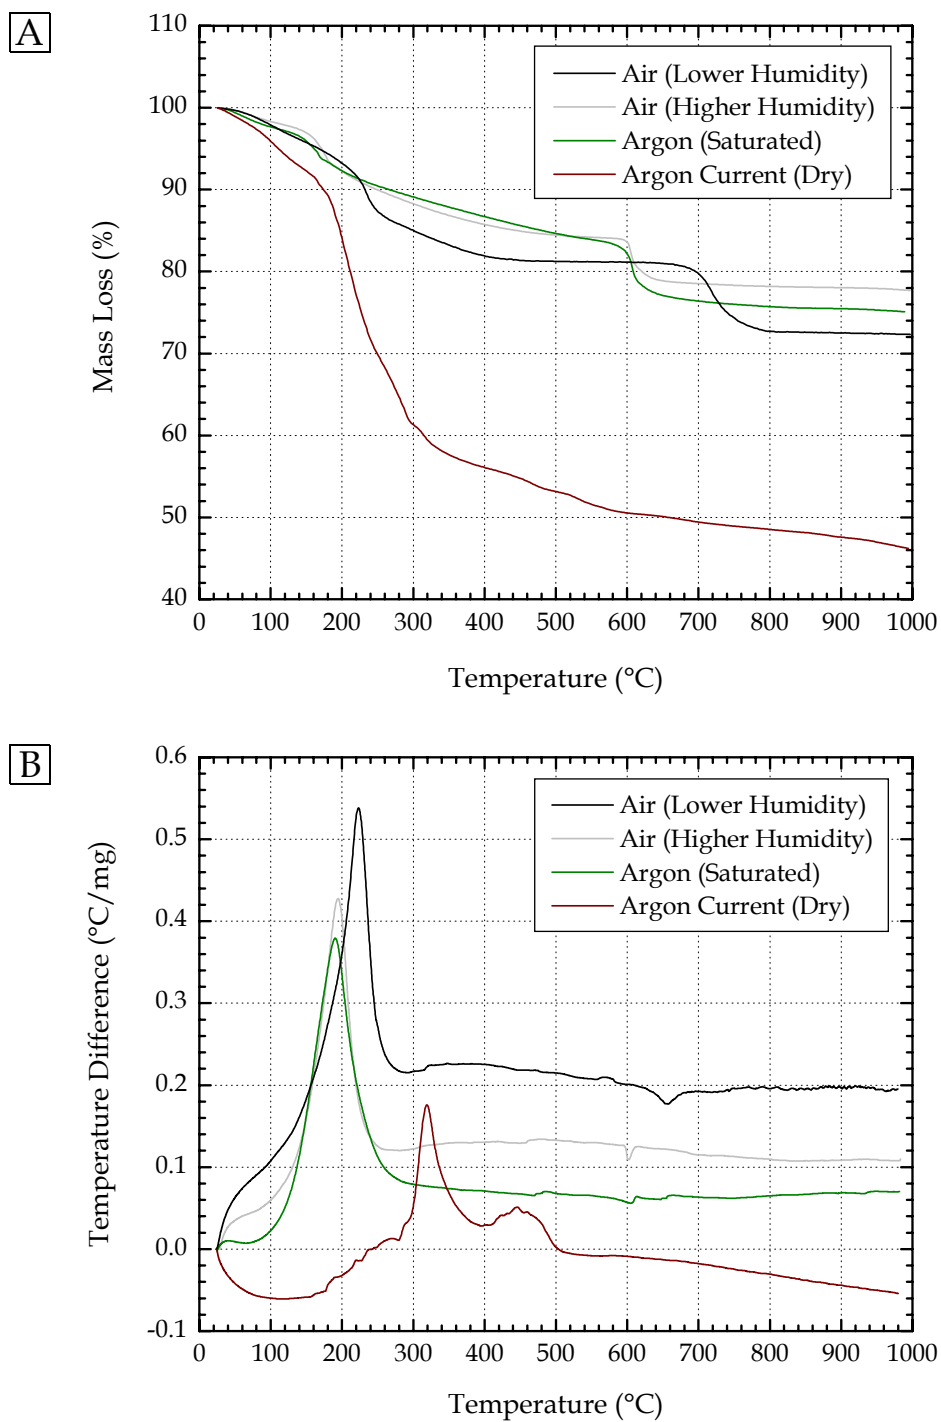 A
110
100
90
80
70
60
50
40
Mass Loss (%)
Air (Lower Humidity)
Air (Higher Humidity)
Argon (Saturated)
Argon Current (Dry)
0 100 200 300 400 500 600 700 800 900 1000
Temperature (°C)
B
0.6
0.5
0.4
0.3
0.2
0.1
0.0
-0.1
Temperature Difference (°C/mg)
Air (Lower Humidity)
Air (Higher Humidity)
Argon (Saturated)
Argon Current (Dry)
0 100 200 300 400 500 600 700 800 900 1000
Temperature (°C)